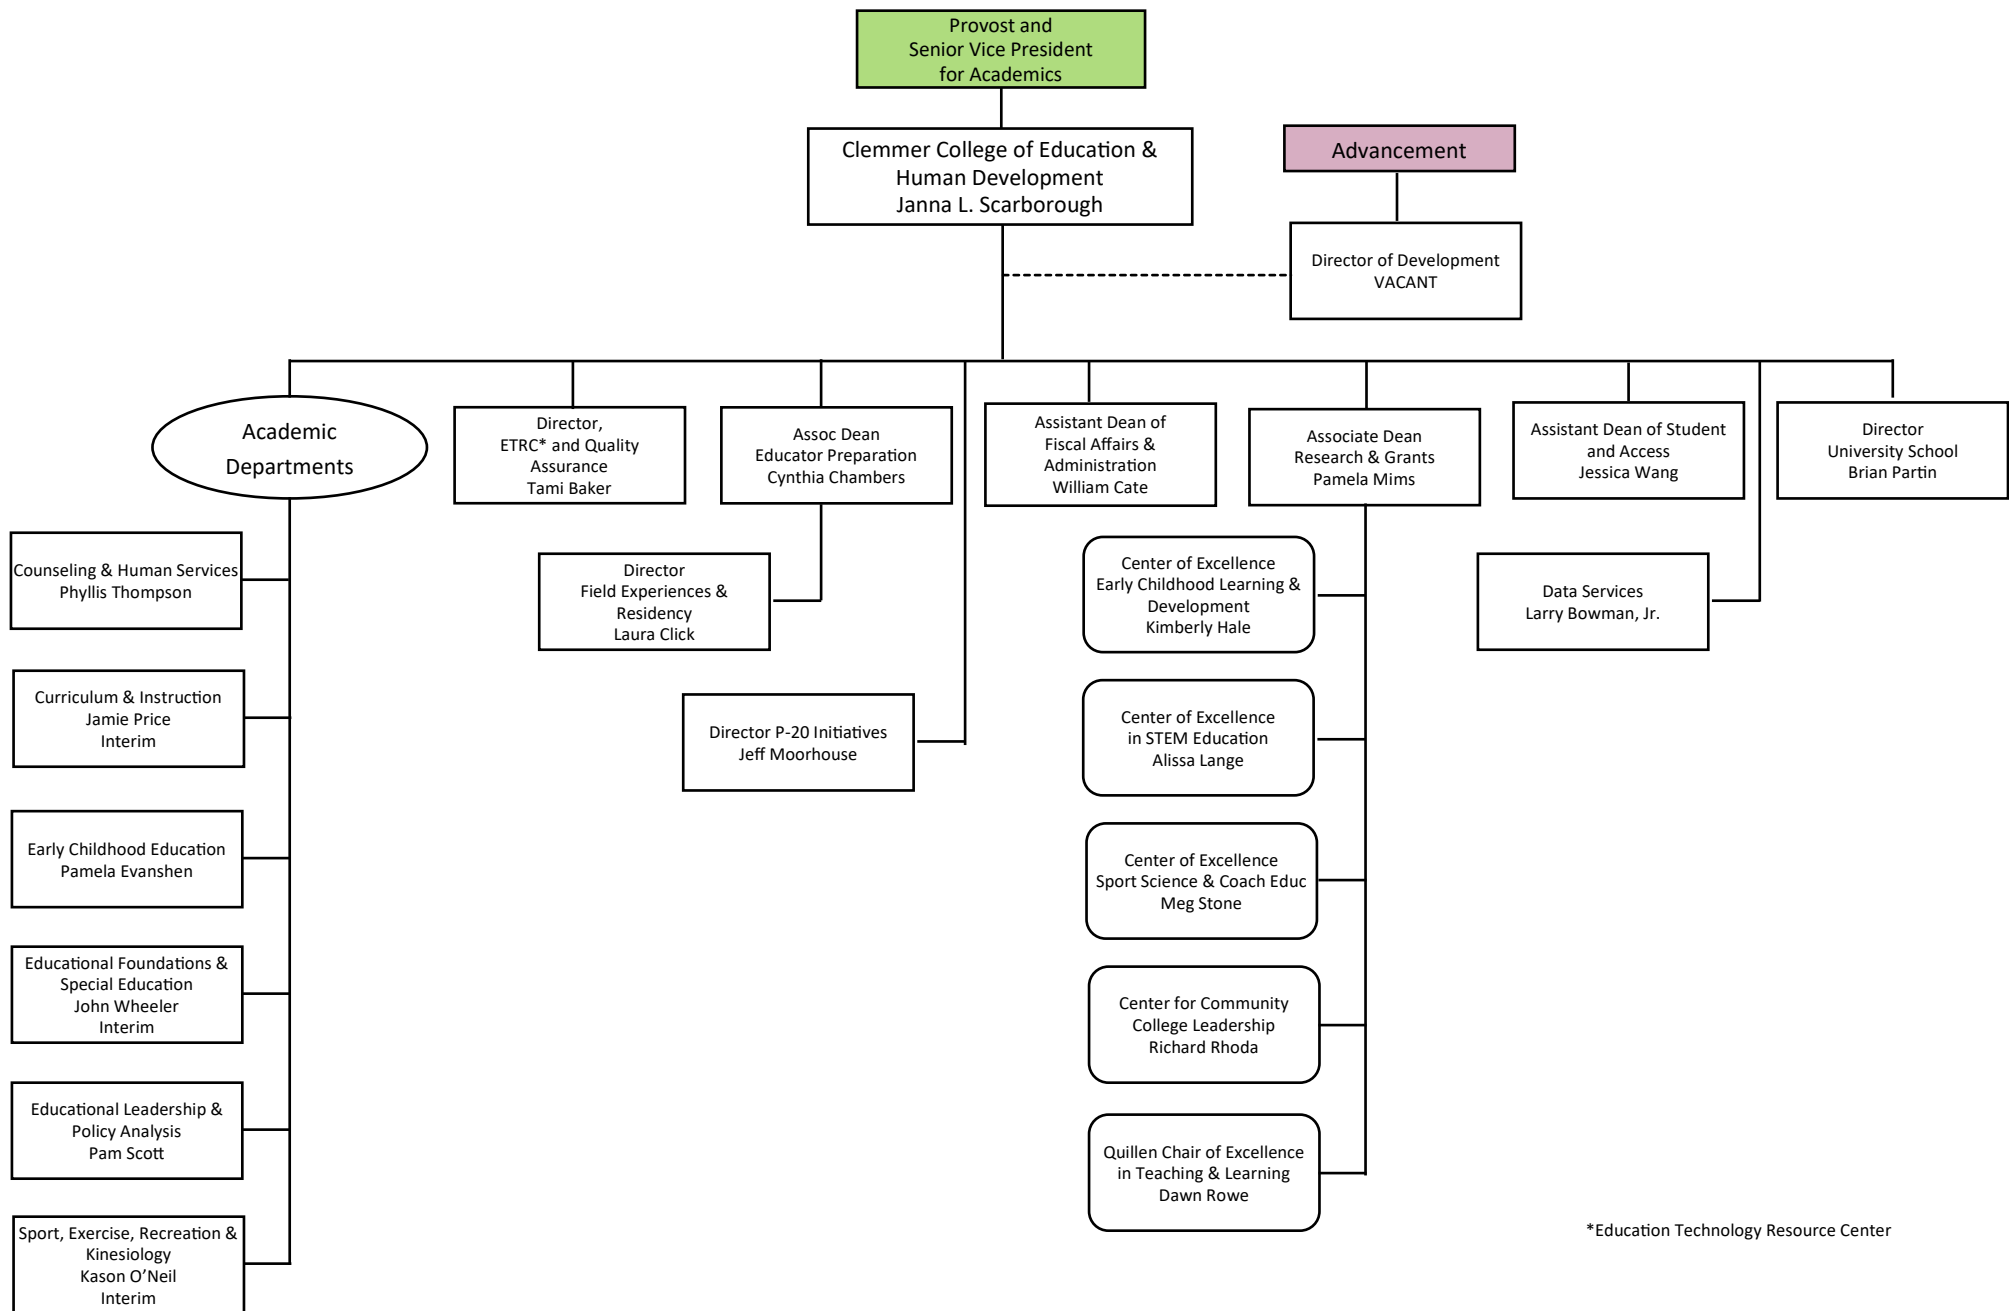 Provost and
Senior Vice President
for Academics
Clemmer College of Education &
Human Development
Janna L. Scarborough
Advancement
Director of Development
VACANT
Academic
Departments
Director,
ETRC* and Quality
Assurance
Tami Baker
Assoc Dean
Educator Preparation
Cynthia Chambers
Assistant Dean of
Fiscal Affairs &
Administration
William Cate
Associate Dean
Research & Grants
Pamela Mims
Assistant Dean of Student
and Access
Jessica Wang
Director
University School
Brian Partin
Counseling & Human Services
Phyllis Thompson
Curriculum & Instruction
Jamie Price
Interim
Early Childhood Education
Pamela Evanshen
Educational Foundations &
Special Education
John Wheeler
Interim
Educational Leadership &
Policy Analysis
Pam Scott
Sport, Exercise, Recreation &
Kinesiology
Kason O’Neil
Interim
Director
Field Experiences &
Residency
Laura Click
Director P-20 Initiatives
Jeff Moorhouse
Center of Excellence
Early Childhood Learning &
Development
Kimberly Hale
Center of Excellence
in STEM Education
Alissa Lange
Center of Excellence
Sport Science & Coach Educ
Meg Stone
Center for Community
College Leadership
Richard Rhoda
Quillen Chair of Excellence
in Teaching & Learning
Dawn Rowe
Data Services
Larry Bowman, Jr.
*Education Technology Resource Center